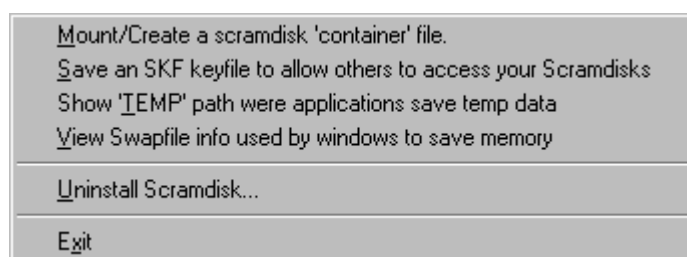 Mount/Create a scramdisk 'container' file.
Save an SKF keyfile to allow others to access your Scramdisks
Show 'TEMP' path were applications save temp data
View Swapfile info used by windows to save memory
Uninstall Scramdisk...
Exit